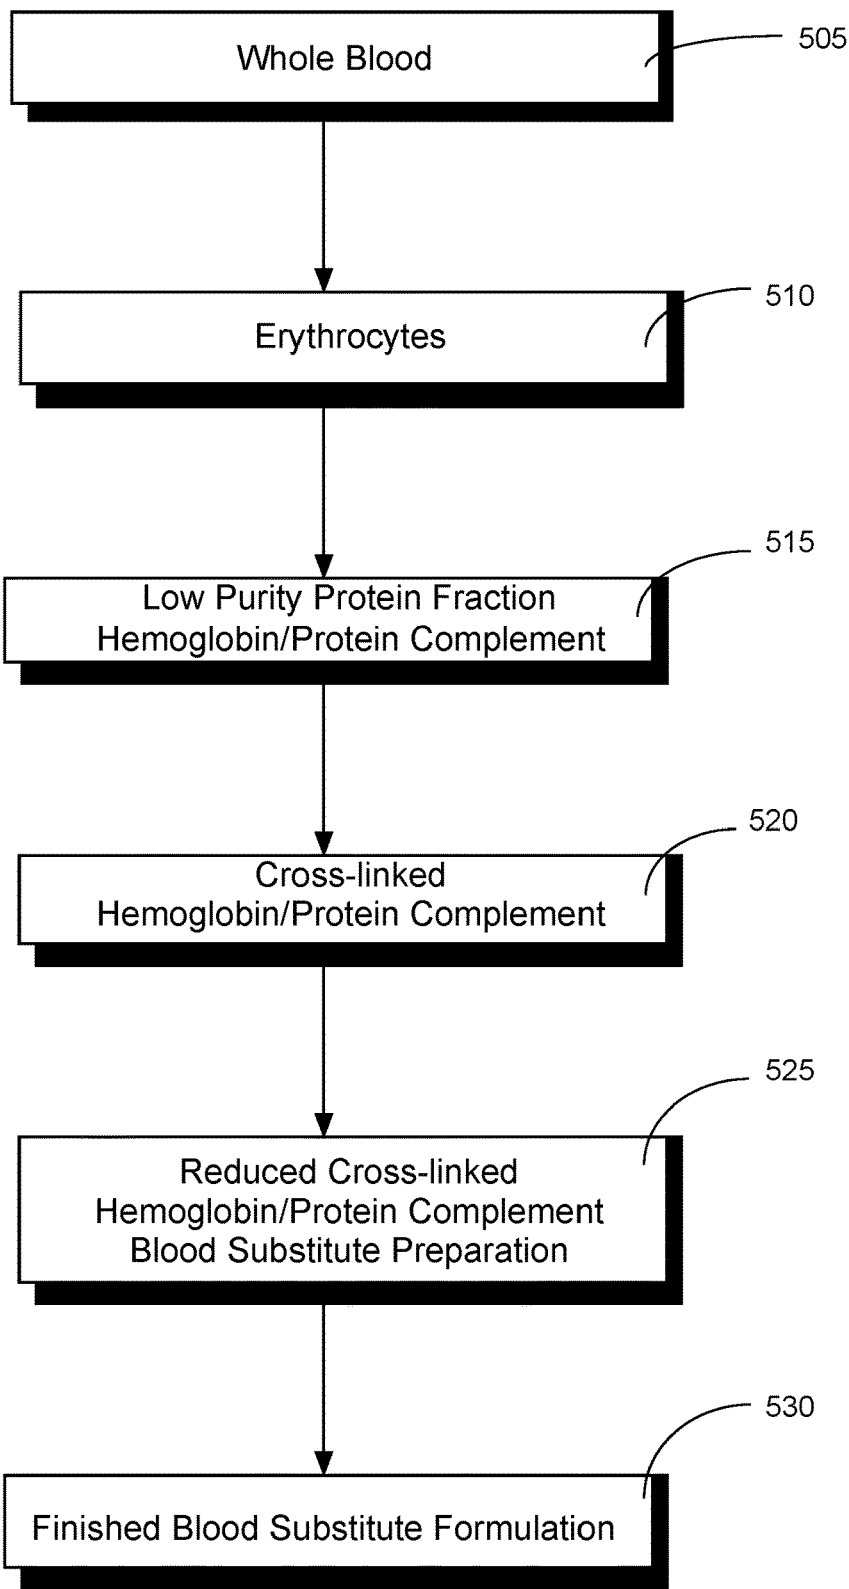 Whole Blood
505
Erythrocytes
510
Low Purity Protein Fraction
Hemoglobin/Protein Complement
515
Cross-linked
Hemoglobin/Protein Complement
520
Reduced Cross-linked
Hemoglobin/Protein Complement
Blood Substitute Preparation
525
Finished Blood Substitute Formulation
530